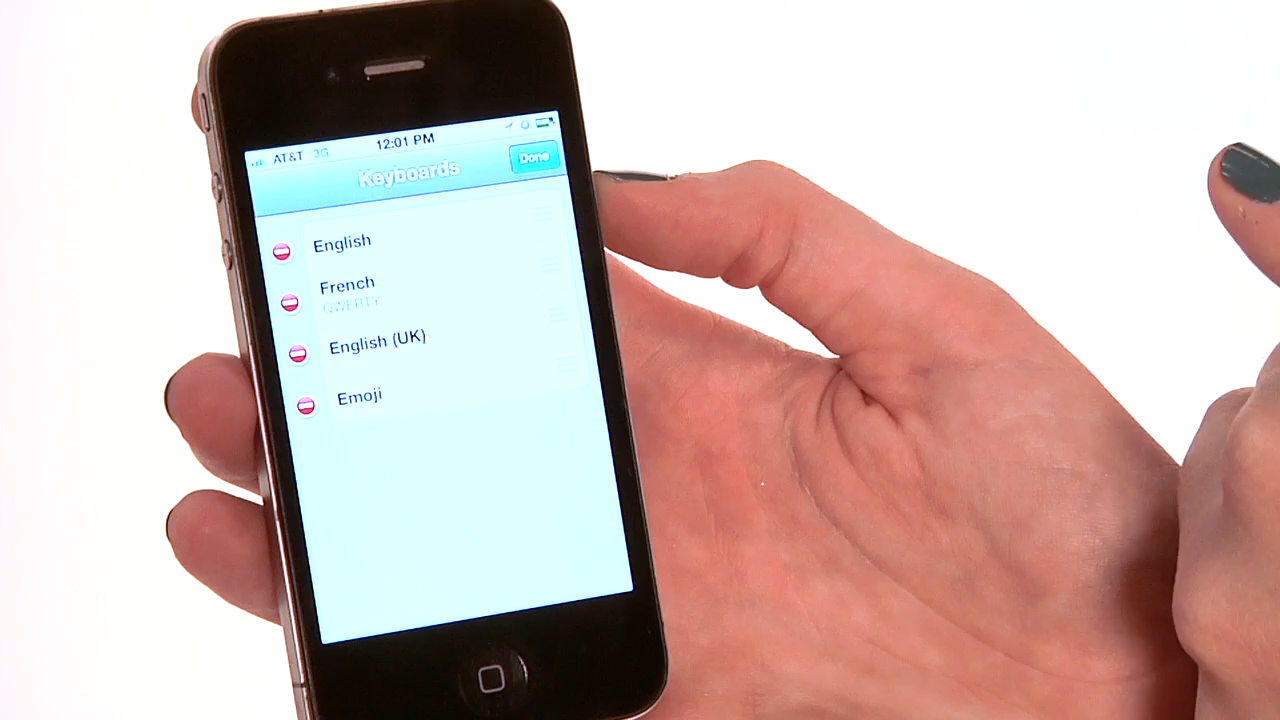 AT&T 3G 12:01 PM
Keyboards Done
English
French
QWERTY
English (UK)
Emoji